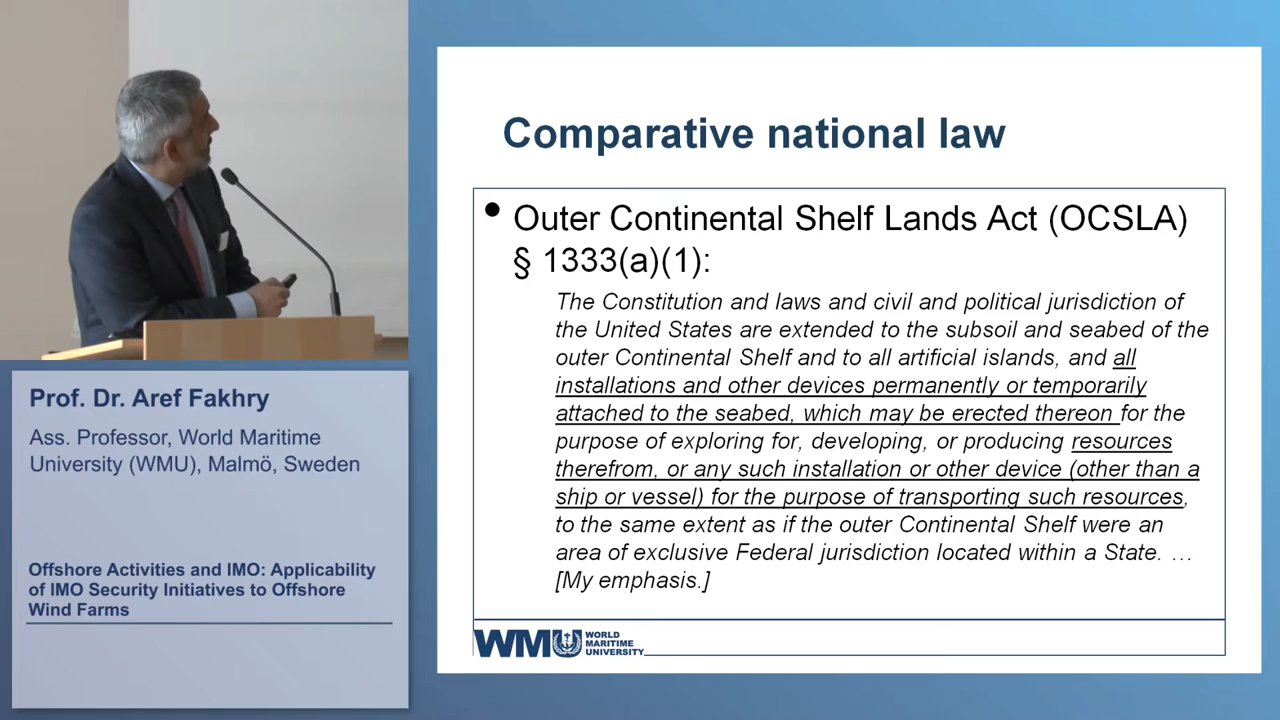 Comparative national law
• Outer Continental Shelf Lands Act (OCSLA)
§ 1333(a)(1):
The Constitution and laws and civil and political jurisdiction of
the United States are extended to the subsoil and seabed of the
outer Continental Shelf and to all artificial islands, and all
installations and other devices permanently or temporarily
attached to the seabed, which may be erected thereon for the
purpose of exploring for, developing, or producing resources
therefrom, or any such installation or other device (other than a
ship or vessel) for the purpose of transporting such resources,
to the same extent as if the outer Continental Shelf were an
area of exclusive Federal jurisdiction located within a State. …
[My emphasis.]
WMU WORLD
MARITIME
UNIVERSITY
Prof. Dr. Aref Fakhry
Ass. Professor, World Maritime
University (WMU), Malmö, Sweden
Offshore Activities and IMO: Applicability
of IMO Security Initiatives to Offshore
Wind Farms